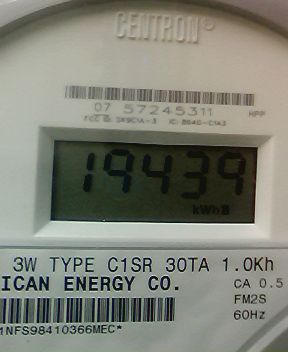 CENTRON®
07 57245311 HPP
19439
kWh
3W TYPE C1SR 30TA 1.0Kh
ICAN ENERGY CO. CA 0.5
FM2S
60Hz
1NFS98410366MEC*